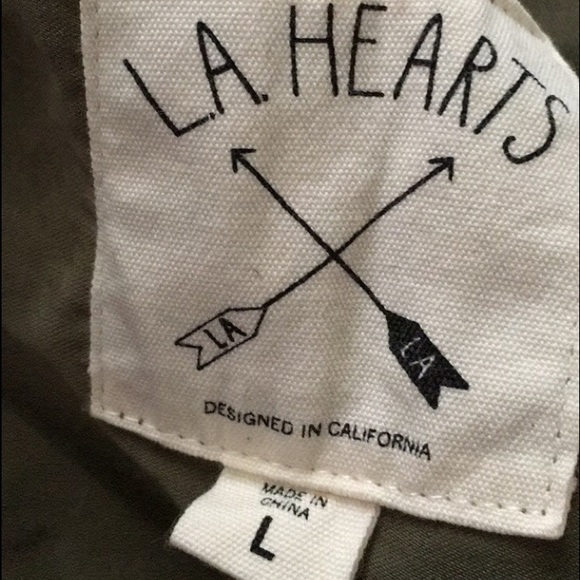 L.A. HEARTS
LA LA
DESIGNED IN CALIFORNIA
MADE IN
CHINA
L